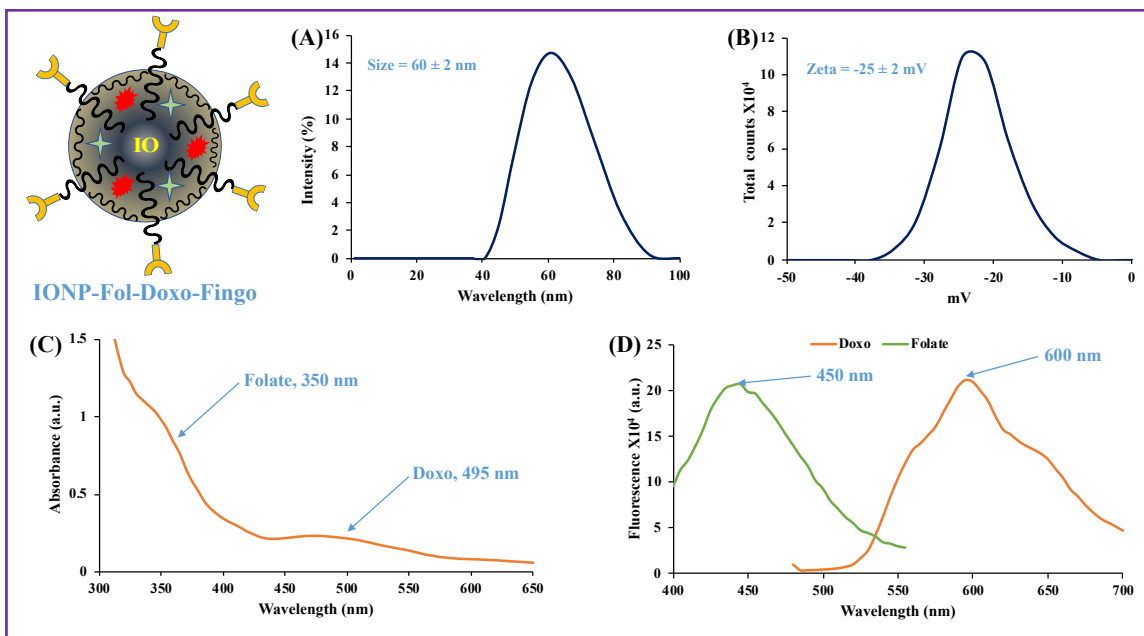 IO
IONP-Fol-Doxo-Fingo
(A)
Size = 60 ± 2 nm
Intensity (%)
16
14
12
10
8
6
4
2
0
1 20 40 60 80 100
Wavelength (nm)
(B)
Zeta = -25 ± 2 mV
Total counts X10⁴
12
10
8
6
4
2
0
-50 -40 -30 -20 -10 0
mV
(C)
Folate, 350 nm
Doxo, 495 nm
Absorbance (a.u.)
1.5
1
0.5
0
300 350 400 450 500 550 600 650
Wavelength (nm)
(D)
Doxo Folate
450 nm
600 nm
Fluorescence X10⁴ (a.u.)
25
20
15
10
5
0
400 450 500 550 600 650 700
Wavelength (nm)